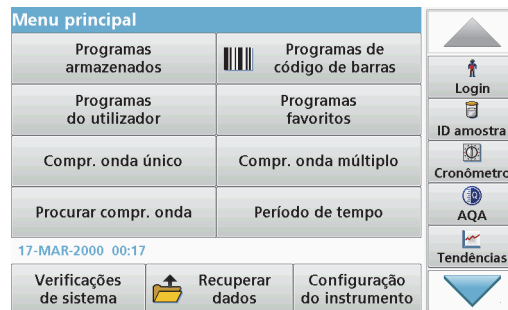 Menu principal
Programas
armazenados
Programas de
código de barras
Programas
do utilizador
Programas
favoritos
Compr. onda único
Compr. onda múltiplo
Procurar compr. onda
Período de tempo
17-MAR-2000 00:17
Verificações
de sistema
Recuperar
dados
Configuração
do instrumento
Login
ID amostra
Cronômetro
AQA
Tendências